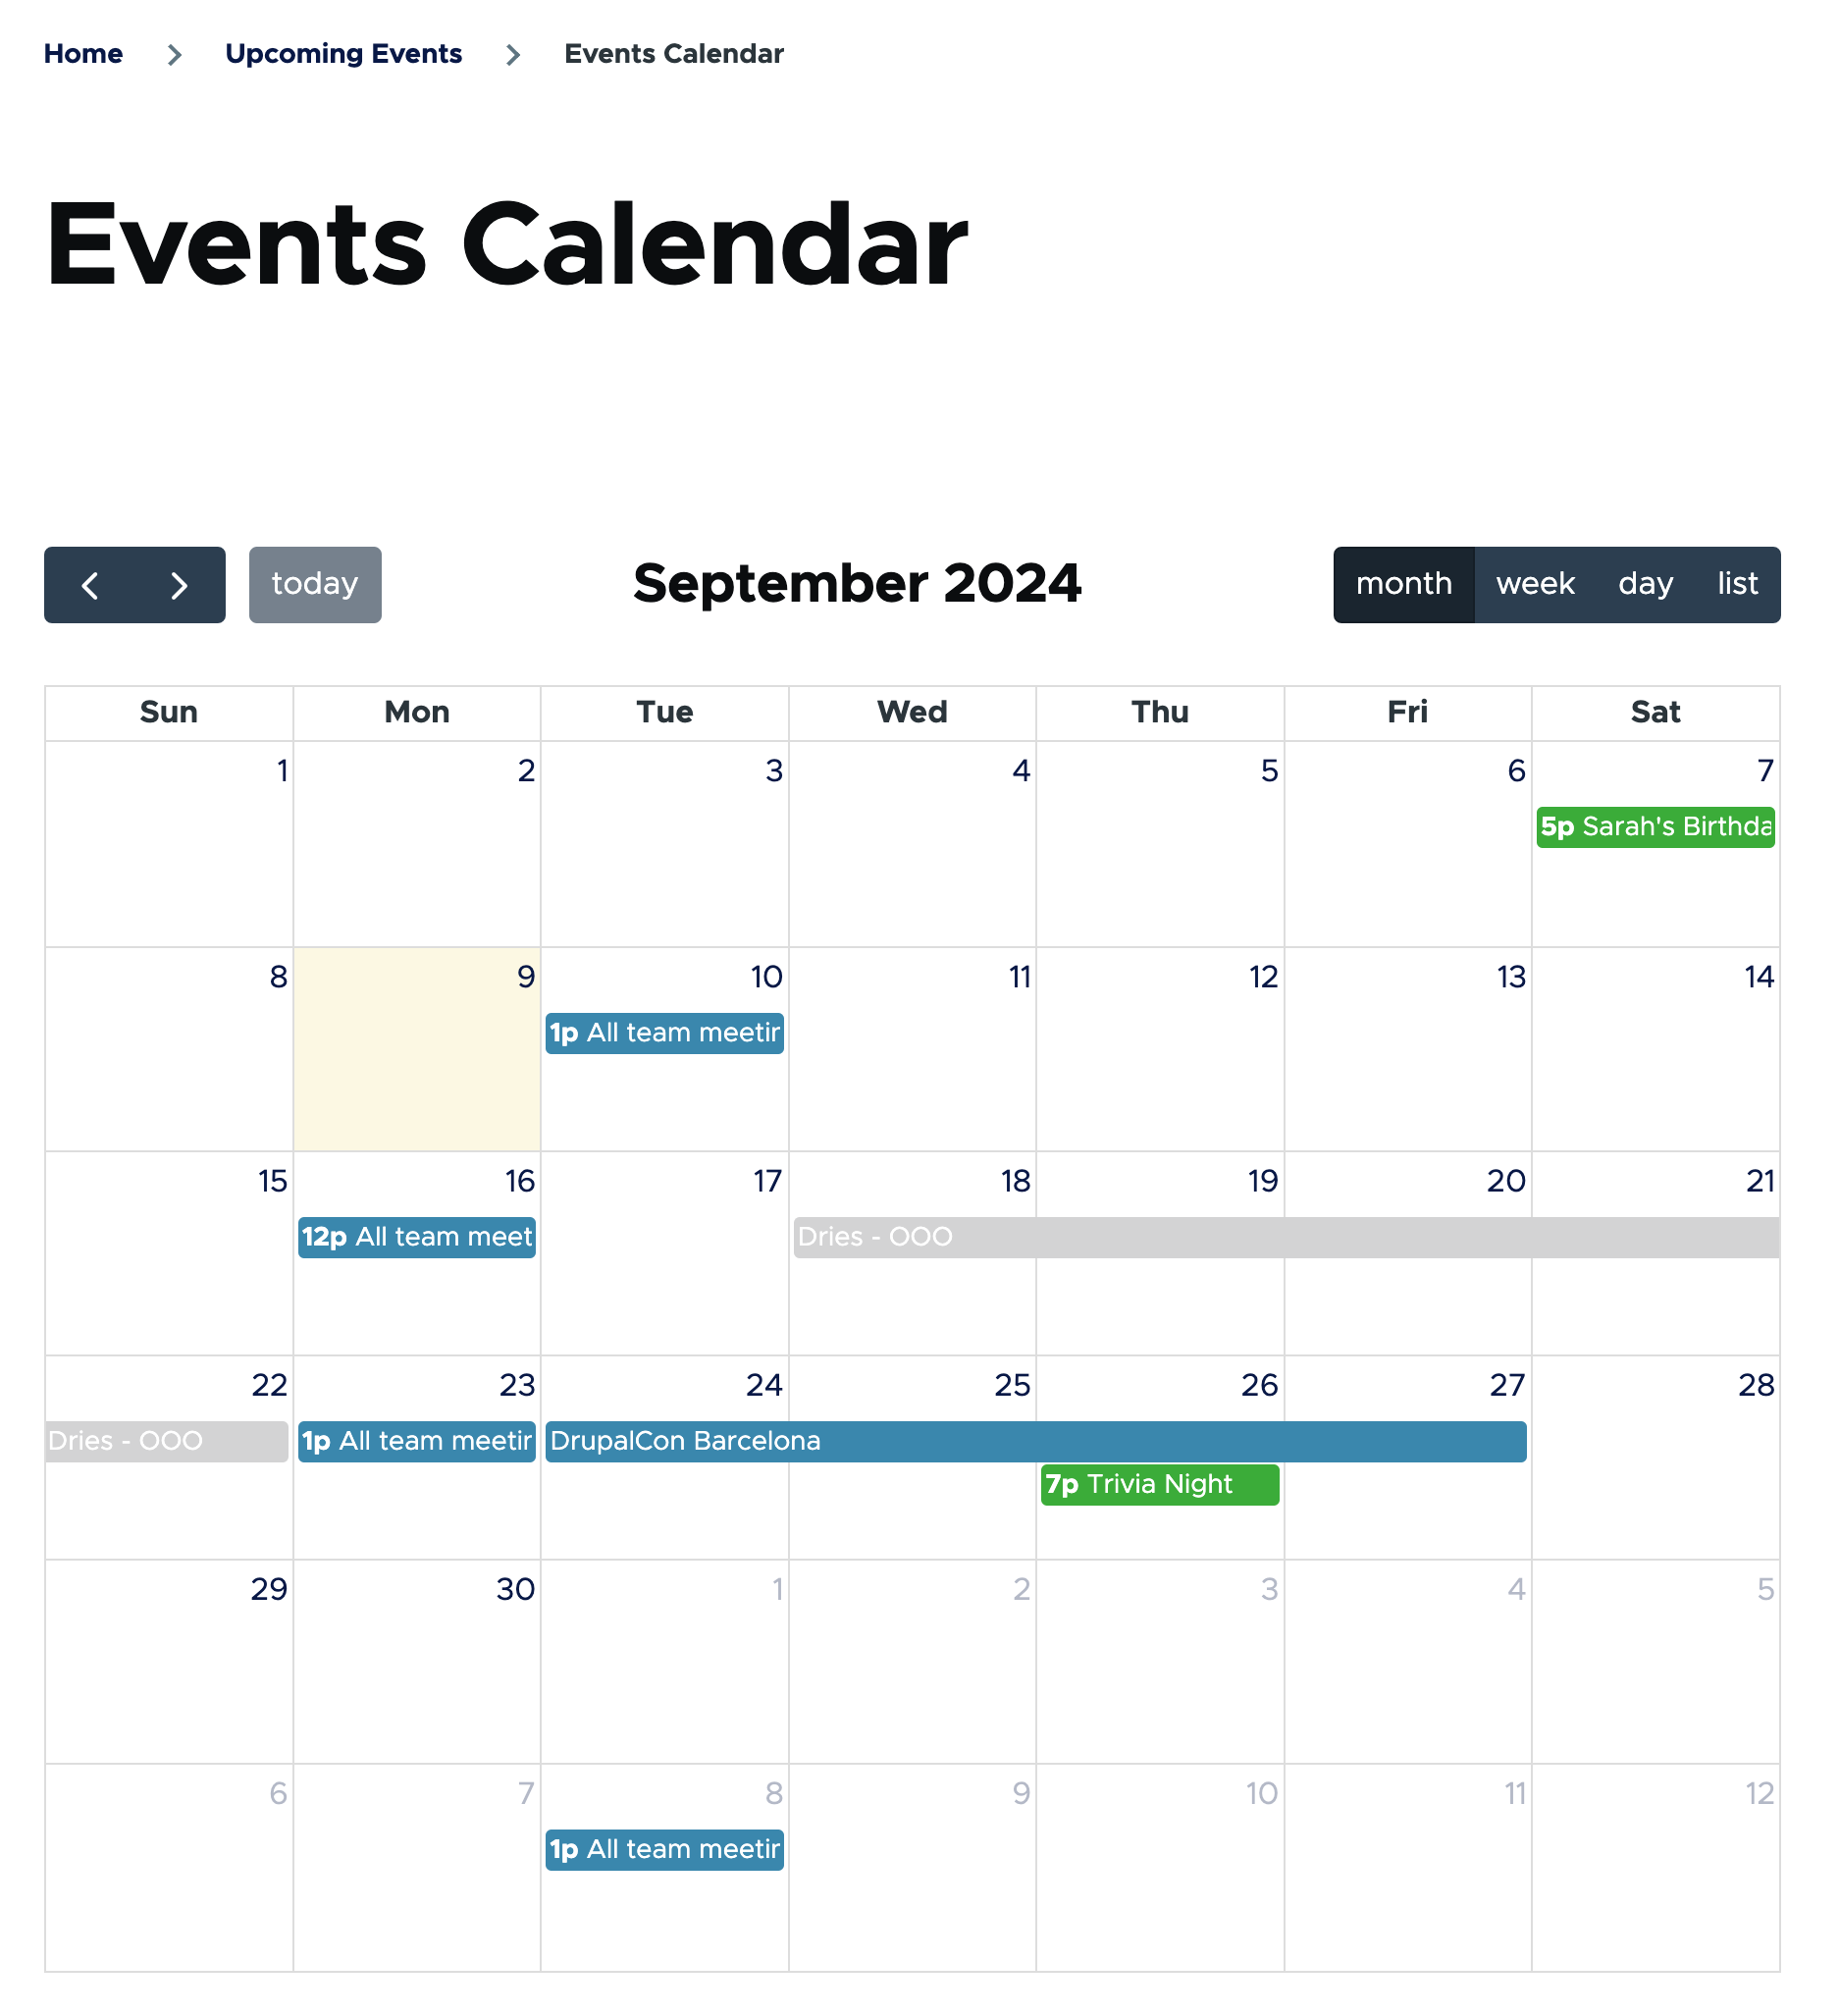 Home > Upcoming Events > Events Calendar
Events Calendar
today
September 2024
month week day list
Sun Mon Tue Wed Thu Fri Sat
1 2 3 4 5 6 7
5p Sarah's Birthda
8 9 10 11 12 13 14
1p All team meetin
15 16 17 18 19 20 21
12p All team meet Dries - OOO
22 23 24 25 26 27 28
Dries - OOO 1p All team meetin DrupalCon Barcelona
7p Trivia Night
29 30 1 2 3 4 5
6 7 8 9 10 11 12
1p All team meetin